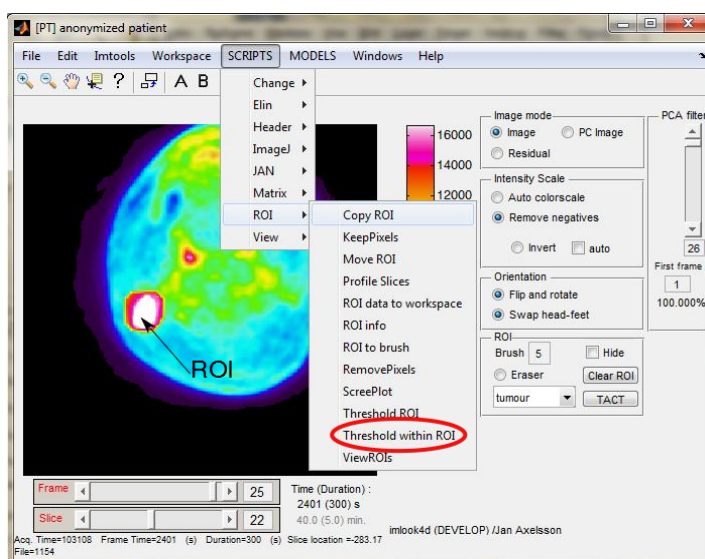 [PT] anonymized patient
File Edit Imtools Workspace SCRIPTS MODELS Windows Help
? A B
Change
Elin
Header
ImageJ
JAN
Matrix
ROI
View
Copy ROI
KeepPixels
Move ROI
Profile Slices
ROI data to workspace
ROI info
ROI to brush
RemovePixels
ScreePlot
Threshold ROI
Threshold within ROI
ViewROIs
ROI
16000
14000
12000
Image mode
Image PC Image
Residual
Intensity Scale
Auto colorscale
Remove negatives
Invert auto
Orientation
Flip and rotate
Swap head-feet
ROI
Brush 5 Hide
Eraser Clear ROI
tumour TACT
PCA filter
26
First frame
1
100.000%
Frame 25
Slice 22
Time (Duration) :
2401 (300) s
40.0 (5.0) min.
imlook4d (DEVELOP) /Jan Axelsson
Acq. Time=103108 Frame Time=2401 (s) Duration=300 (s) Slice location =-283.17
File=1154